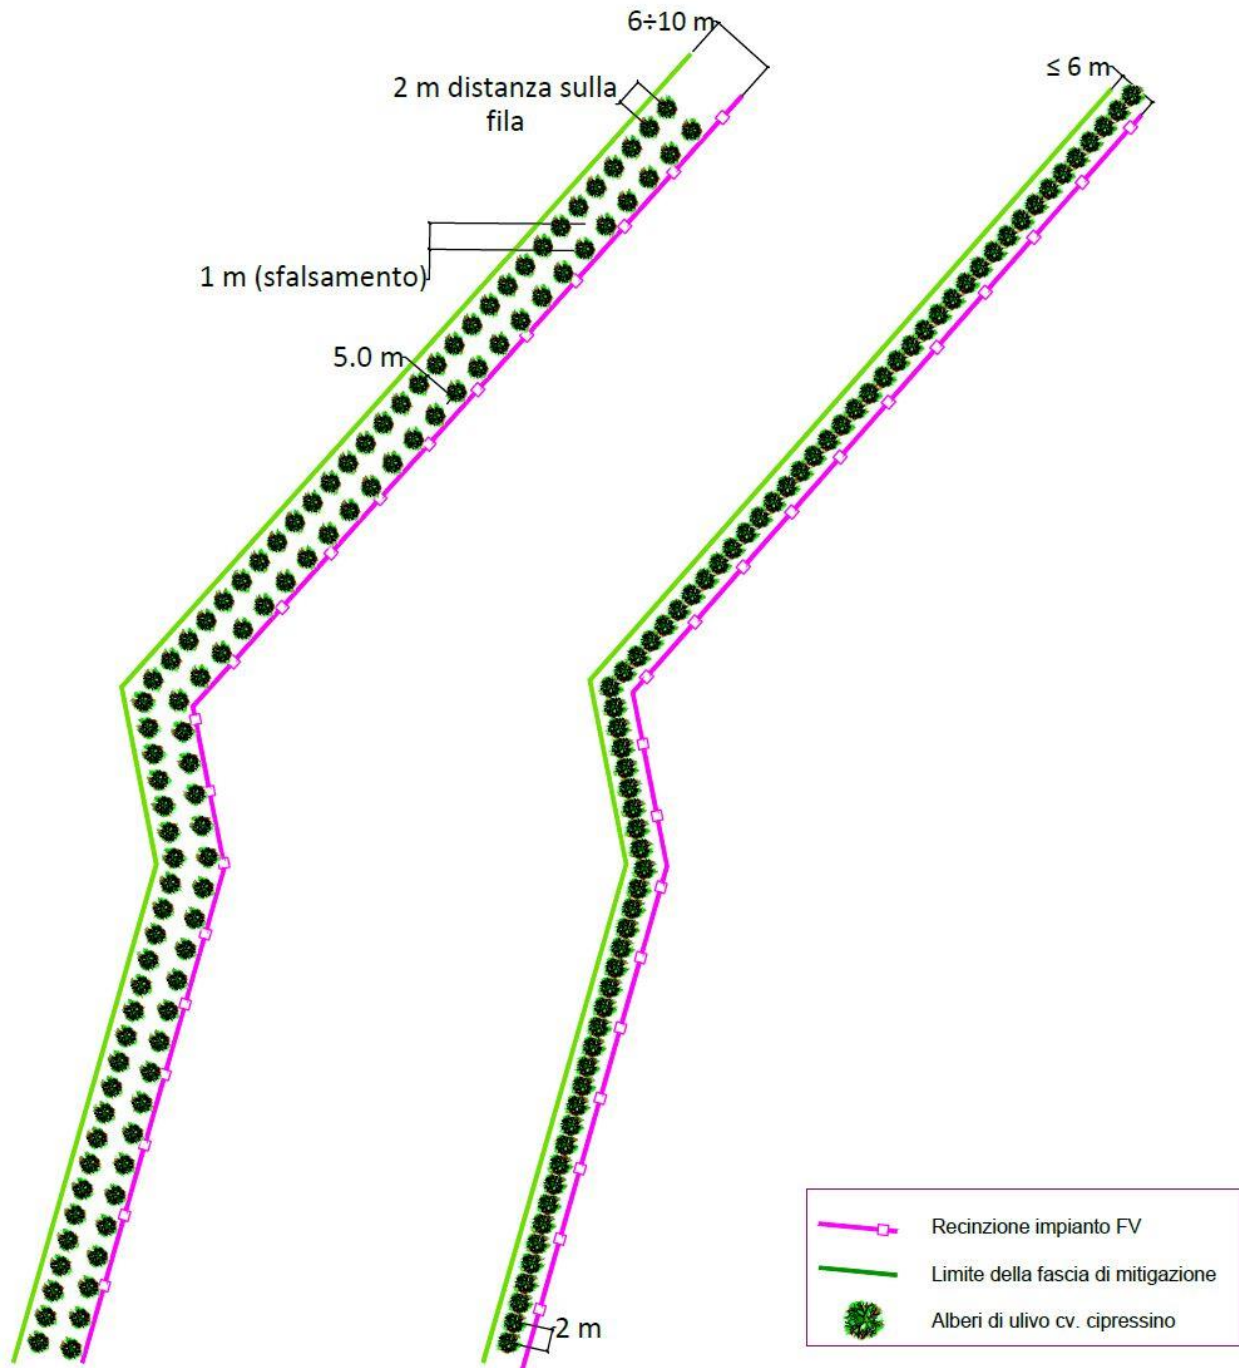 6÷10 m
≤ 6 m
2 m distanza sulla
fila
1 m (sfalsamento)
5.0 m
2 m
Recinzione impianto FV
Limite della fascia di mitigazione
Alberi di ulivo cv. cipressino